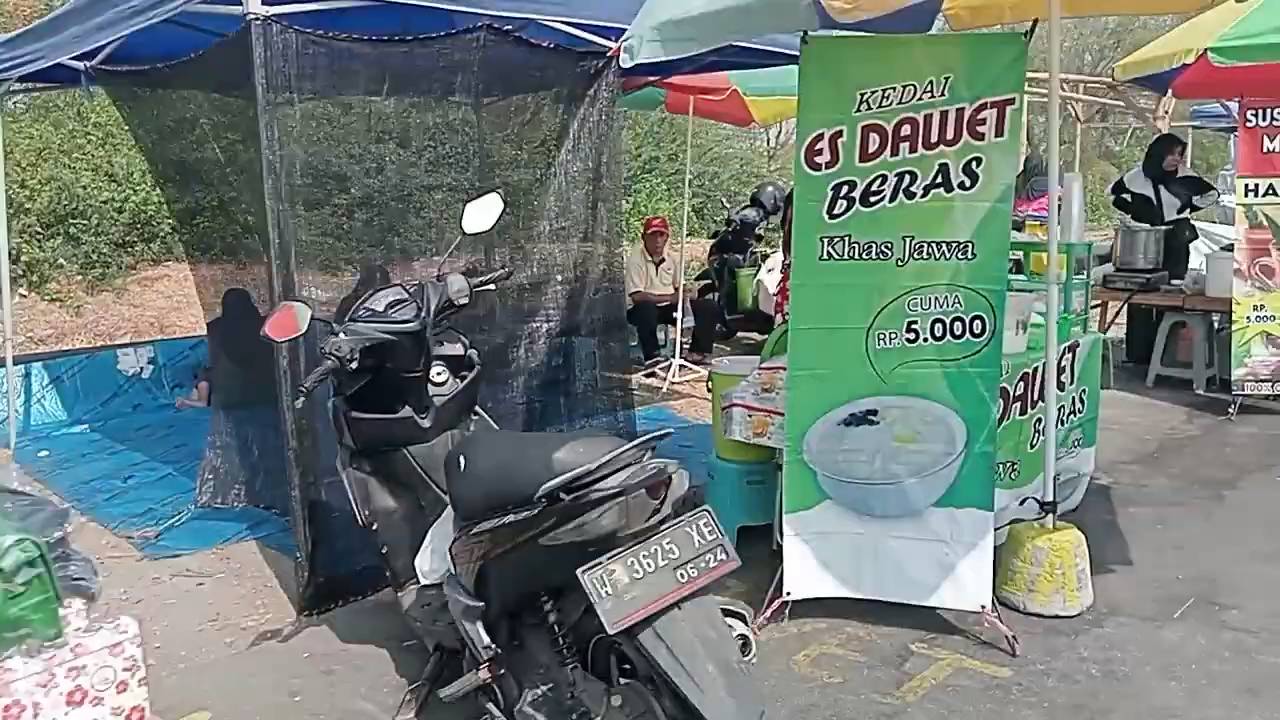 KEDAI
ES DAWET
BERAS
Khas Jawa
CUMA
RP.5.000
DAWET
BERAS
W 3625 XE
06-24
SUS
M
HA
RP.
5.000
100%